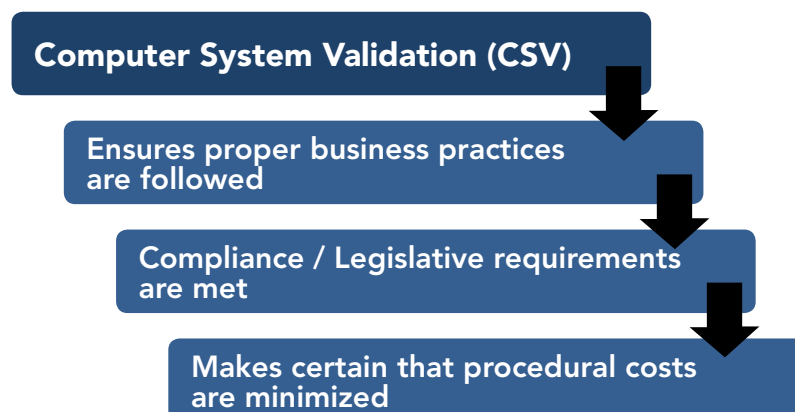 Computer System Validation (CSV)
Ensures proper business practices
are followed
Compliance / Legislative requirements
are met
Makes certain that procedural costs
are minimized